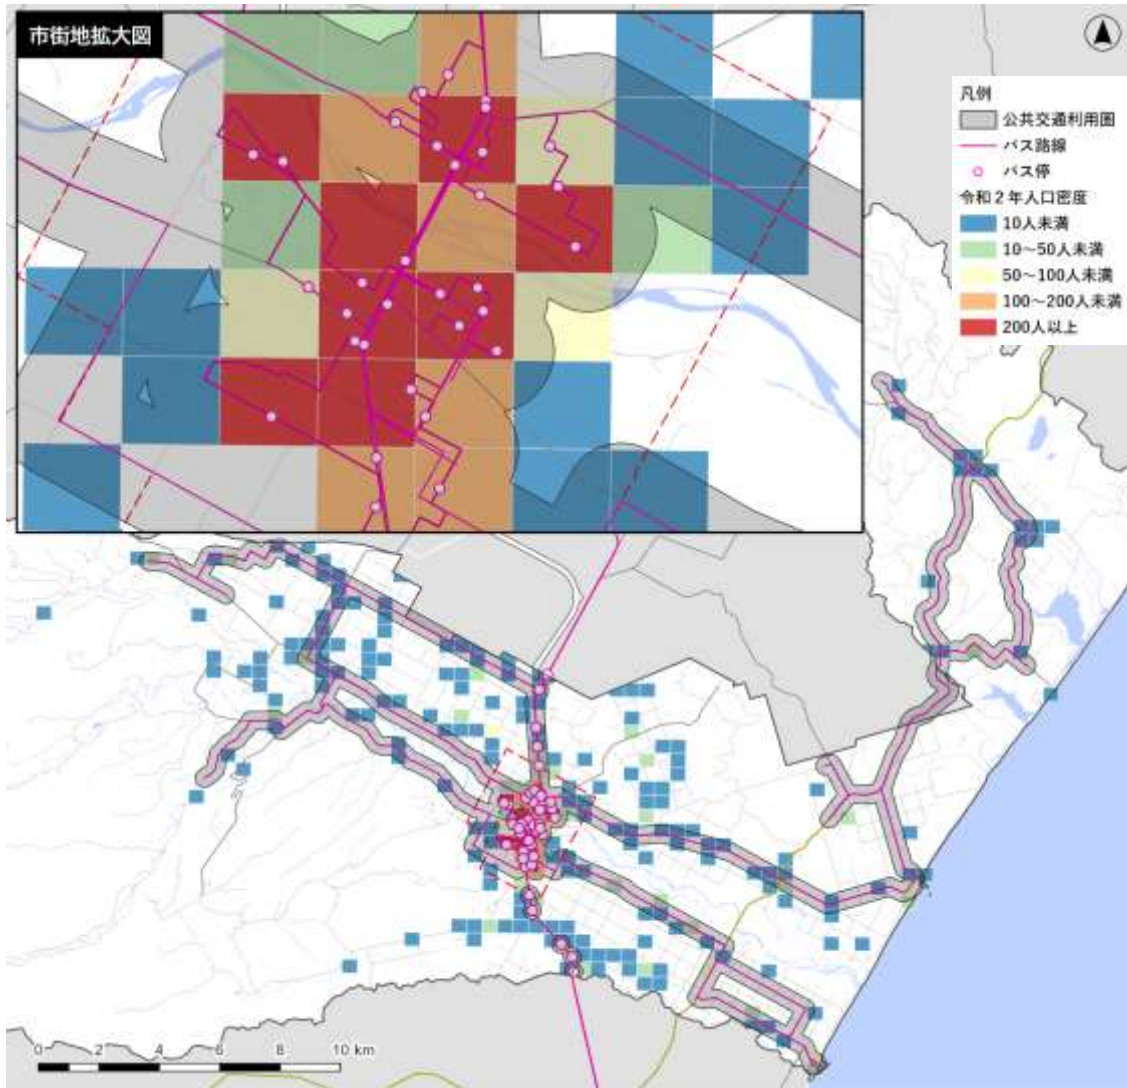 市街地拡大図
凡例
公共交通利用圏
バス路線
バス停
令和2年人口密度
10人未満
10～50人未満
50～100人未満
100～200人未満
200人以上
0 2 4 6 8 10 km